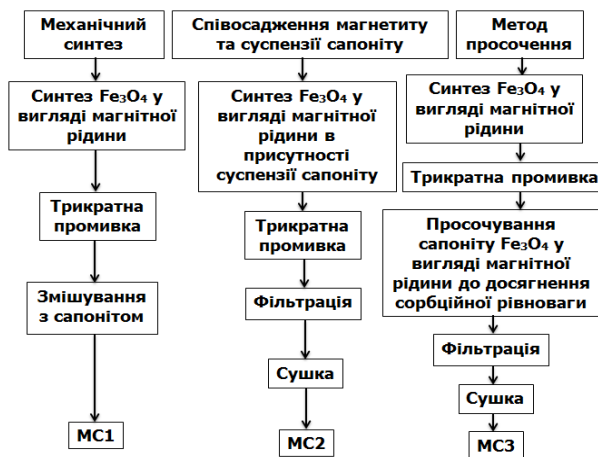 Механічний
синтез
Синтез Fe₃O₄ у
вигляді магнітної
рідини
Трикратна
промивка
Змішування
з сапонітом
МС1
Співосадження магнетиту
та суспензії сапоніту
Синтез Fe₃O₄ у
вигляді магнітної
рідини в
присутності
суспензії сапоніту
Трикратна
промивка
Фільтрація
Сушка
МС2
Метод
просочення
Синтез Fe₃O₄ у
вигляді магнітної
рідини
Трикратна промивка
Просочування
сапоніту Fe₃O₄ у
вигляді магнітної
рідини до досягнення
сорбційної рівноваги
Фільтрація
Сушка
МС3